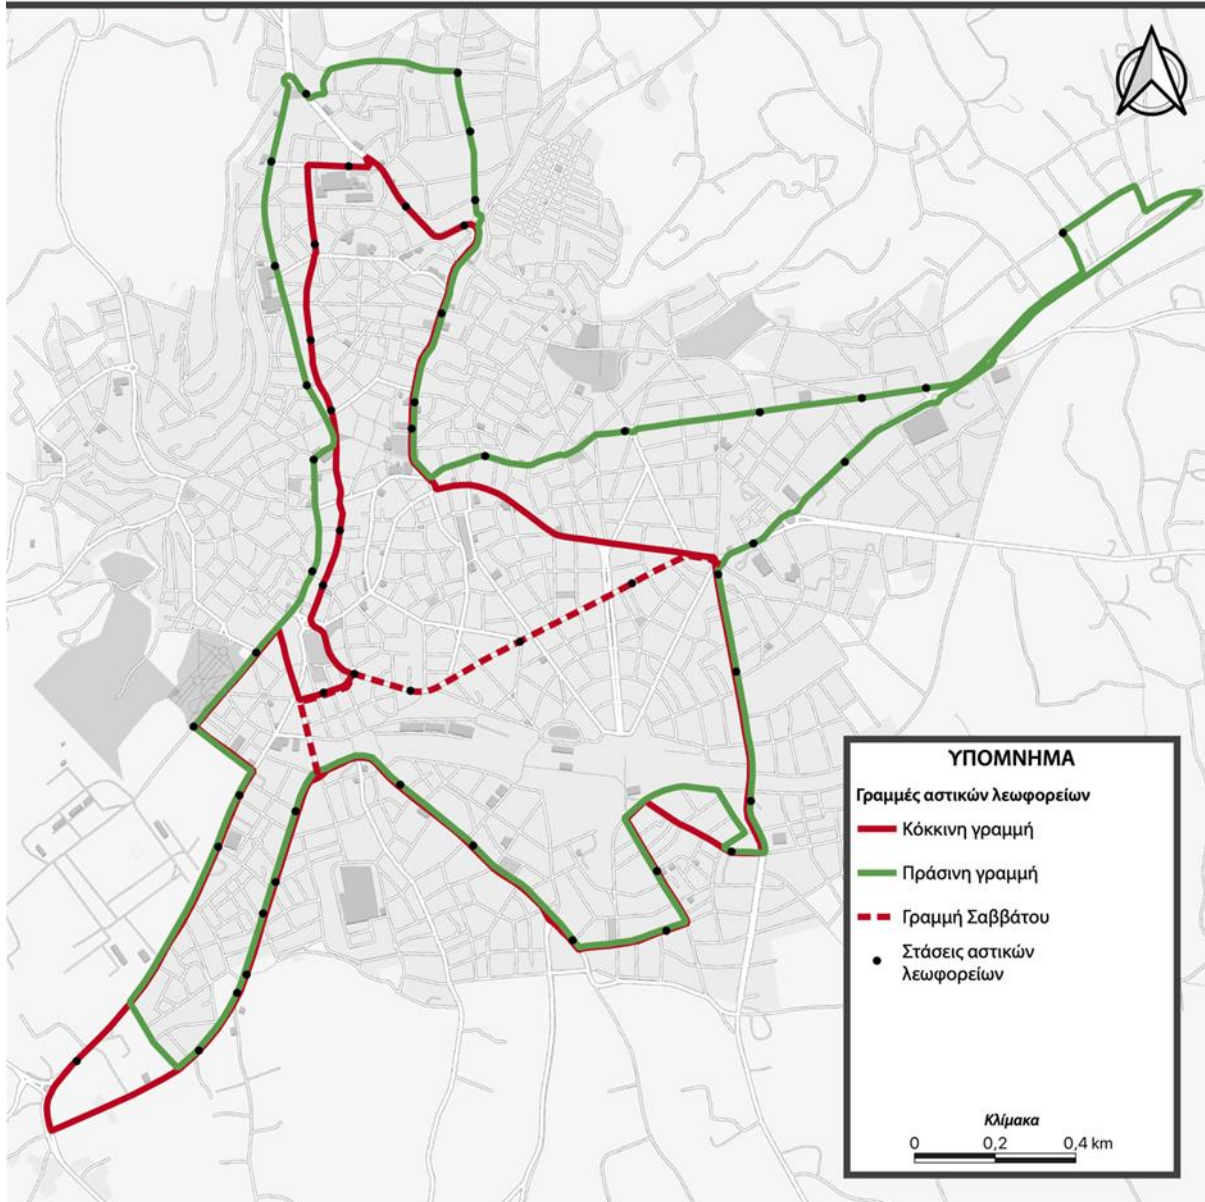 ΥΠΟΜΝΗΜΑ
Γραμμές αστικών λεωφορείων
Κόκκινη γραμμή
Πράσινη γραμμή
Γραμμή Σαββάτου
Στάσεις αστικών
λεωφορείων
Κλίμακα
0 0,2 0,4 km